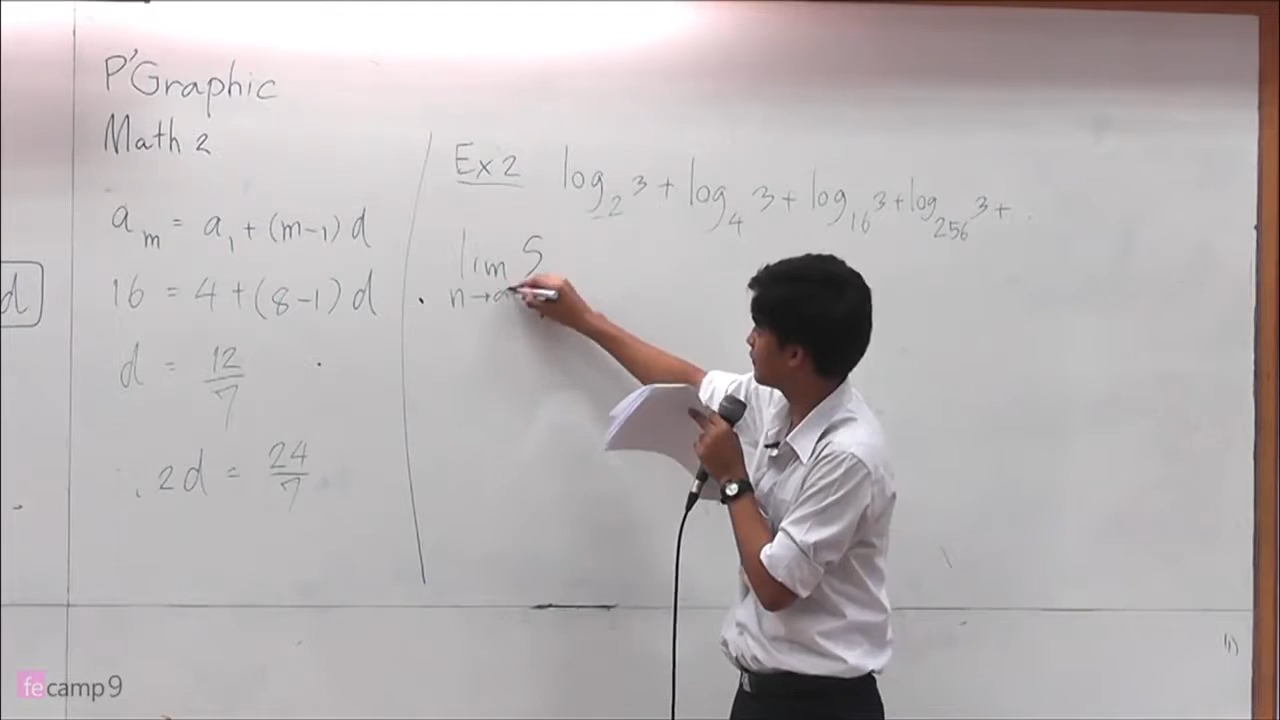 P'Graphic
Math 2
a_m = a_1 + (m-1) d
16 = 4 + (8-1) d
d = 12/7
∴ 2d = 24/7
d
Ex 2 log_2 3 + log_4 3 + log_16 3 + log_256 3 + ..
lim S
n→
fecamp9